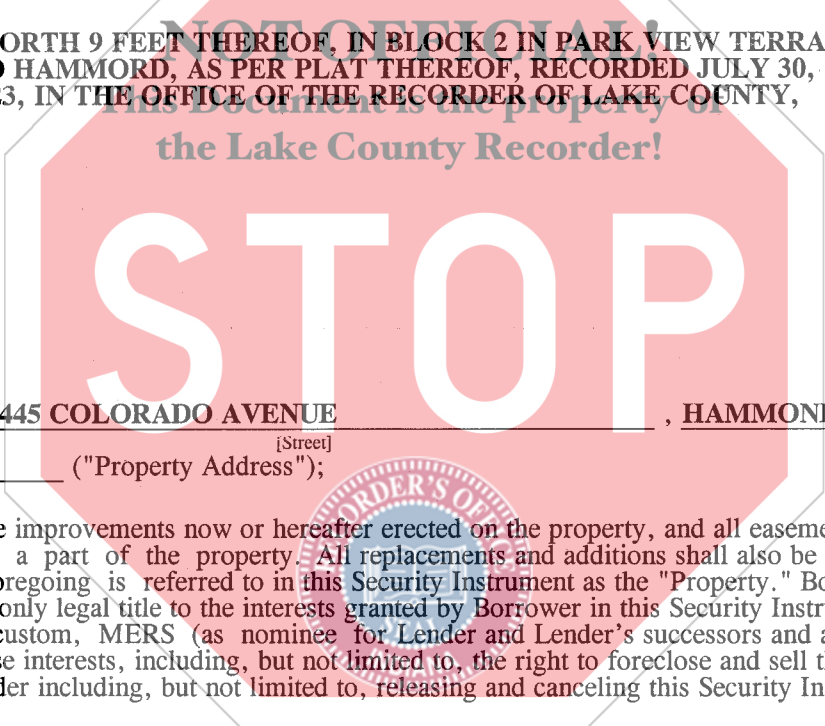 NOT OFFICIAL!
ORTH 9 FEET THEREOF, IN BLOCK 2 IN PARK VIEW TERRA
HAMMORD, AS PER PLAT THEREOF, RECORDED JULY 30,
3, IN THE OFFICE OF THE RECORDER OF LAKE COUNTY,
This Document is the property of
the Lake County Recorder!
STOP
445 COLORADO AVENUE , HAMMOND
[Street]
("Property Address");
RECORDER'S OFFICE
e improvements now or hereafter erected on the property, and all easeme
a part of the property. All replacements and additions shall also be
oregoing is referred to in this Security Instrument as the "Property." Bo
only legal title to the interests granted by Borrower in this Security Instr
custom, MERS (as nominee for Lender and Lender's successors and a
se interests, including, but not limited to, the right to foreclose and sell th
der including, but not limited to, releasing and canceling this Security In
SEAL